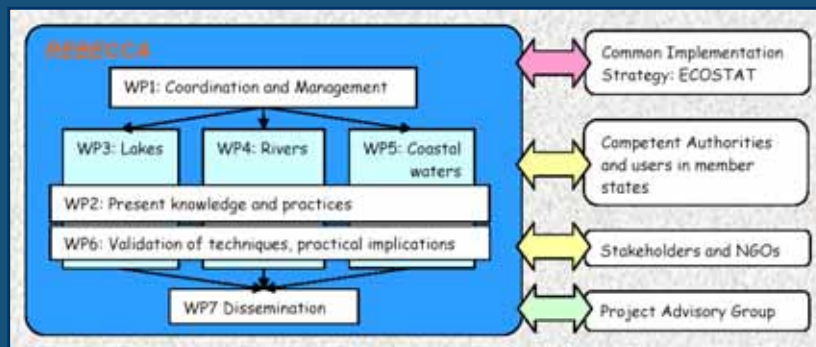 REBECCA
WP1: Coordination and Management
WP3: Lakes
WP4: Rivers
WP5: Coastal
waters
WP2: Present knowledge and practices
WP6: Validation of techniques, practical implications
WP7 Dissemination
Common Implementation
Strategy: ECOSTAT
Competent Authorities
and users in member
states
Stakeholders and NGOs
Project Advisory Group